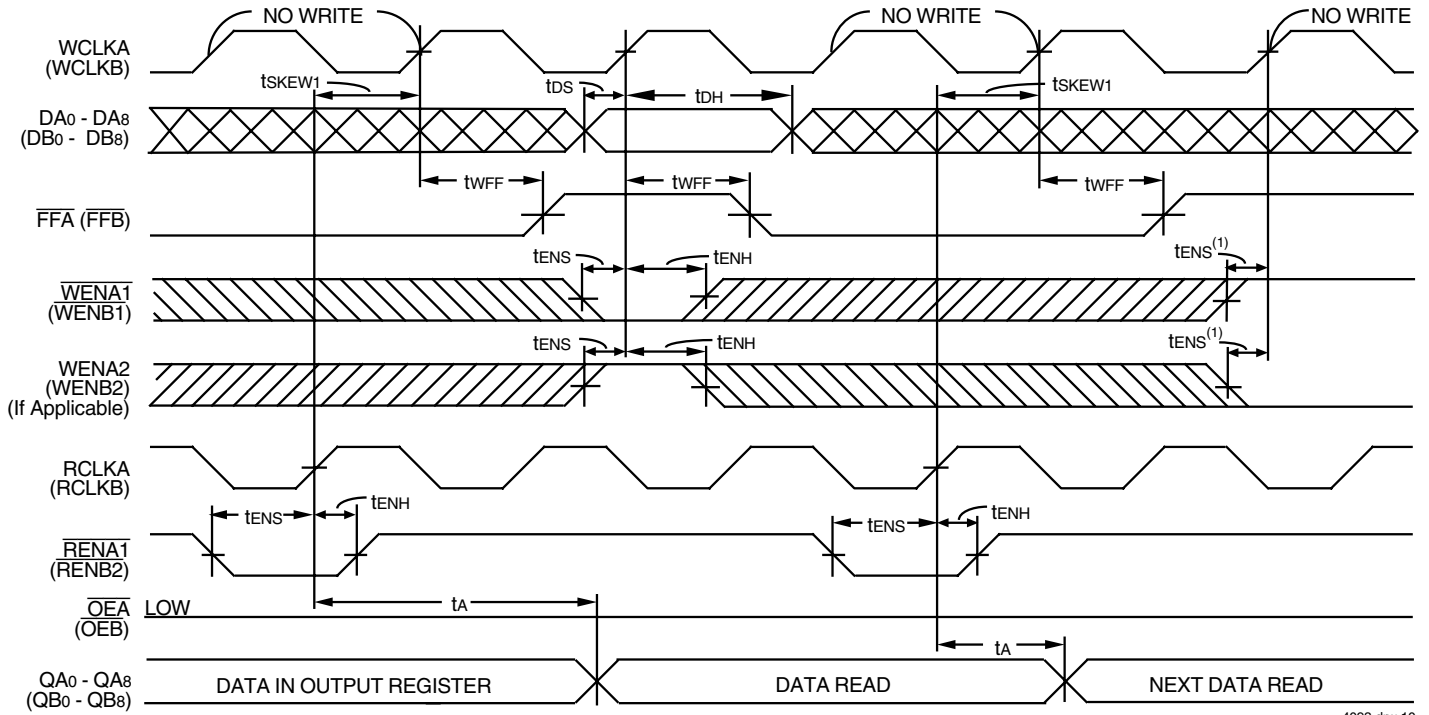 NO WRITE
NO WRITE
NO WRITE
WCLKA
(WCLKB)
tSKEW1
tDS
tDH
tSKEW1
DA0 - DA8
(DB0 - DB8)
tWFF
tWFF
tWFF
FFA (FFB)
tENS
tENH
tENS(1)
WENA1
(WENB1)
tENS
tENH
tENS(1)
WENA2
(WENB2)
(If Applicable)
RCLKA
(RCLKB)
tENS
tENH
tENS
tENH
RENA1
(RENB2)
OEA LOW
(OEB)
tA
tA
QA0 - QA8
(QB0 - QB8)
DATA IN OUTPUT REGISTER
DATA READ
NEXT DATA READ